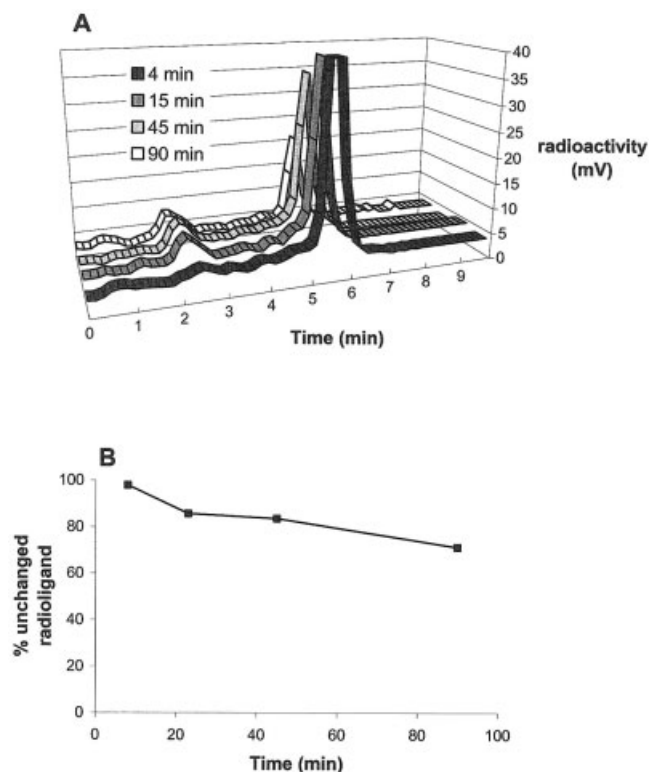 A
4 min
15 min
45 min
90 min
40
35
30
25
20
15
10
5
0
radioactivity
(mV)
0 1 2 3 4 5 6 7 8 9
Time (min)
B
100
80
60
40
20
0
% unchanged
radioligand
0 20 40 60 80 100
Time (min)